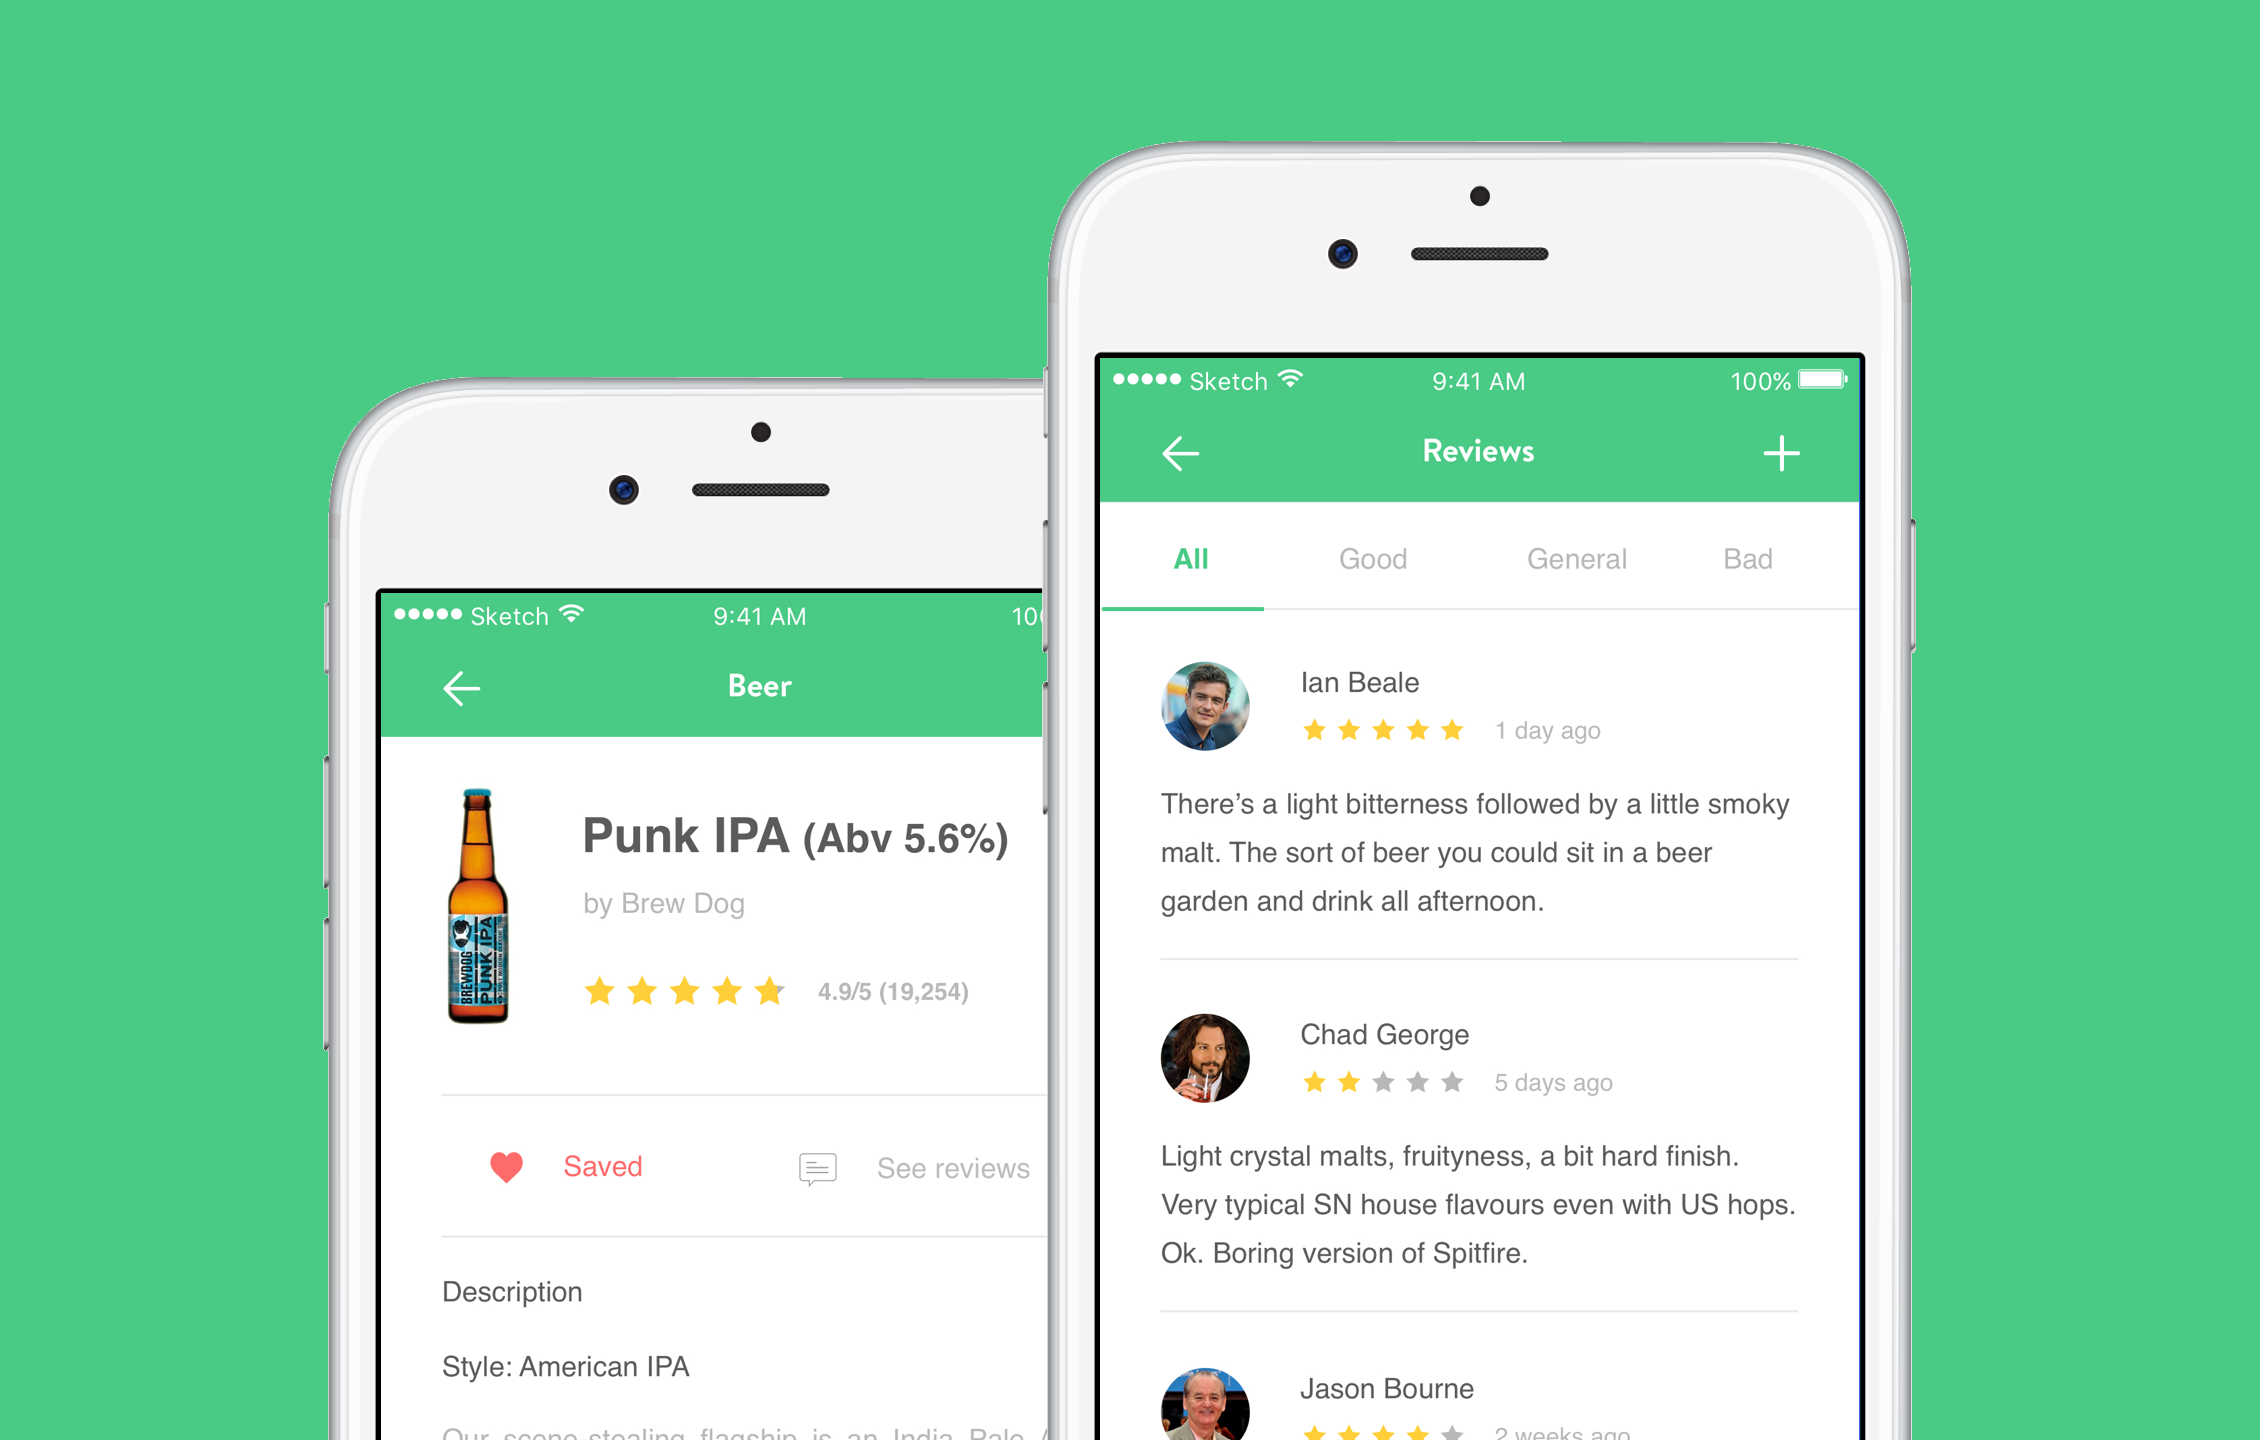 Sketch 9:41 AM
Beer
Punk IPA (Abv 5.6%)
by Brew Dog
4.9/5 (19,254)
BREWDOG
PUNK IPA
Saved
See reviews
Description
Style: American IPA
Our scene-stealing flagship is an India Pale
Sketch 9:41 AM 100%
Reviews
All Good General Bad
Ian Beale
1 day ago
There’s a light bitterness followed by a little smoky
malt. The sort of beer you could sit in a beer
garden and drink all afternoon.
Chad George
5 days ago
Light crystal malts, fruityness, a bit hard finish.
Very typical SN house flavours even with US hops.
Ok. Boring version of Spitfire.
Jason Bourne
2 weeks ago